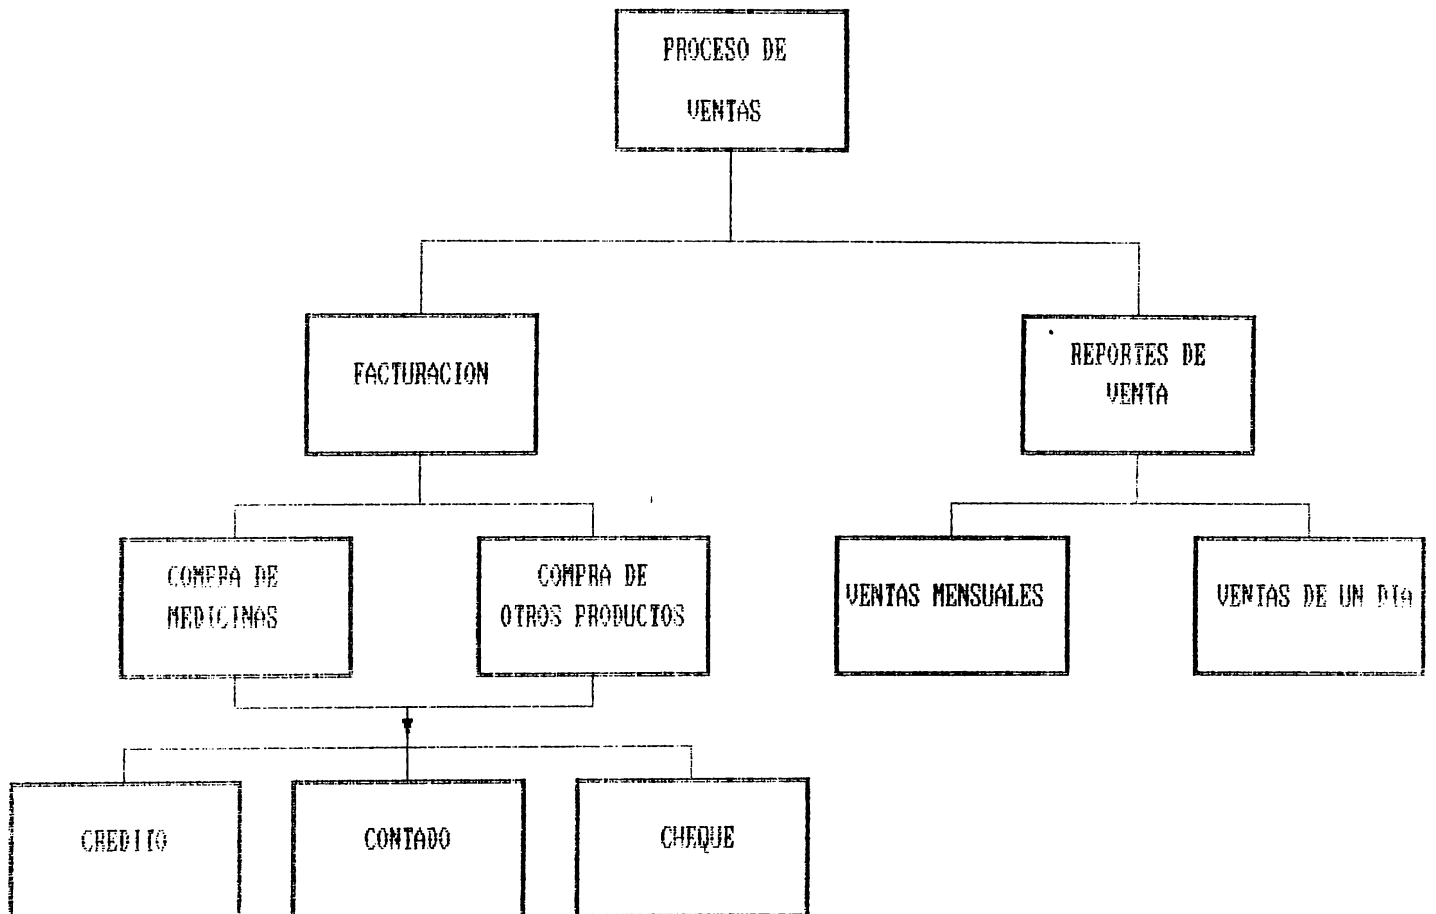 PROCESO DE
VENTAS
FACTURACION
REPORTES DE
VENTA
COMPRA DE
MEDICINAS
COMPRA DE
OTROS PRODUCTOS
VENTAS MENSUALES
VENTAS DE UN DIA
CREDITO
CONTADO
CHEQUE